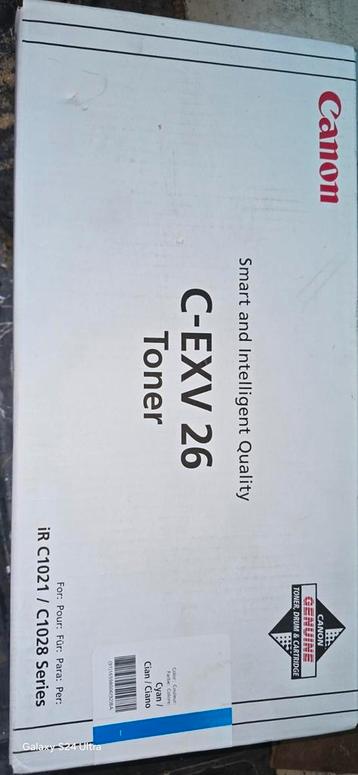 Canon
Smart and Intelligent Quality
C-EXV 26
Toner
CANON
GENUINE
TONER, DRUM & CARTRIDGE
For: Pour: Für: Para: Per:
iR C1021 / C1028 Series
Cyan /
Cian / Ciano
Galaxy S24 Ultra